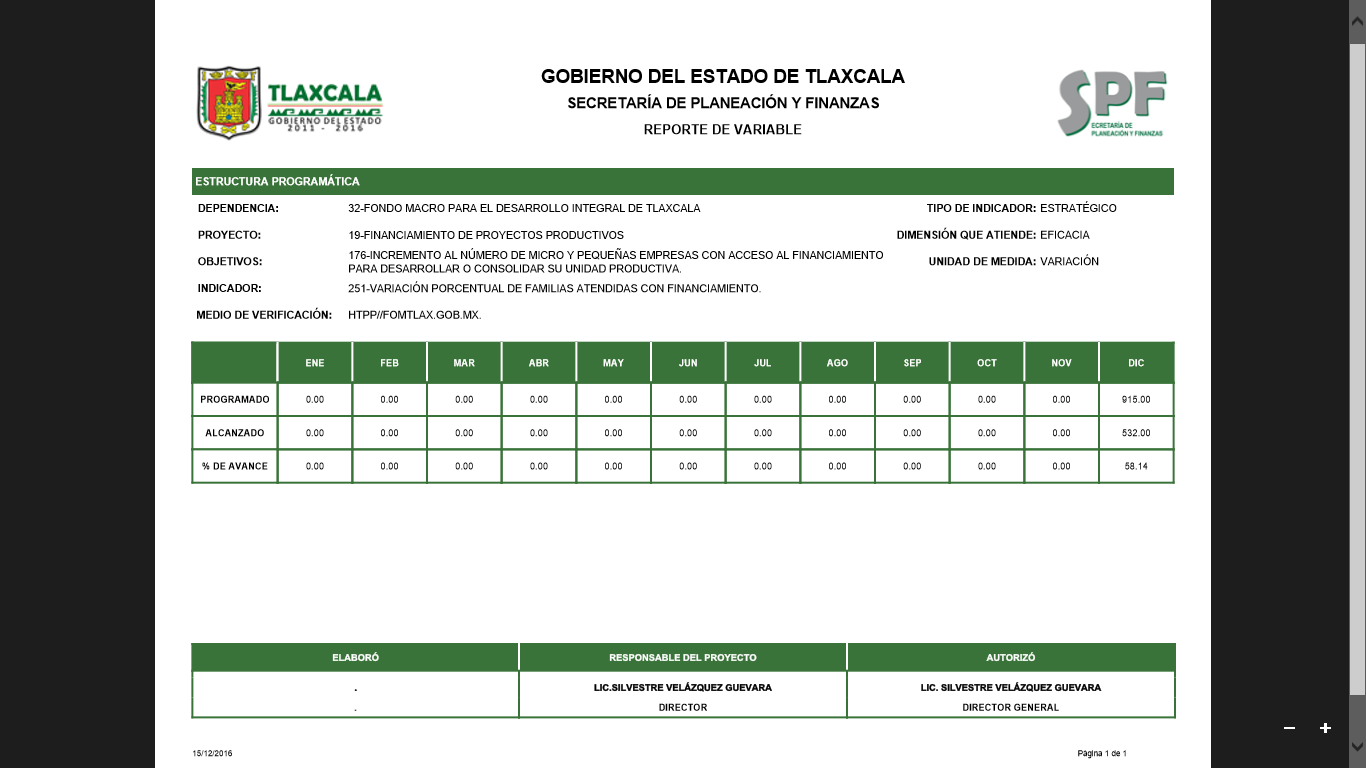 TLAXCALA
GOBIERNO DEL ESTADO
2011 - 2016
GOBIERNO DEL ESTADO DE TLAXCALA
SECRETARÍA DE PLANEACIÓN Y FINANZAS
REPORTE DE VARIABLE
SPF
ECRETARÍA DE
PLANEACIÓN Y FINANZAS
ESTRUCTURA PROGRAMÁTICA
DEPENDENCIA: 32-FONDO MACRO PARA EL DESARROLLO INTEGRAL DE TLAXCALA TIPO DE INDICADOR: ESTRATÉGICO
PROYECTO: 19-FINANCIAMIENTO DE PROYECTOS PRODUCTIVOS DIMENSIÓN QUE ATIENDE: EFICACIA
OBJETIVOS: 176-INCREMENTO AL NÚMERO DE MICRO Y PEQUEÑAS EMPRESAS CON ACCESO AL FINANCIAMIENTO
PARA DESARROLLAR O CONSOLIDAR SU UNIDAD PRODUCTIVA. UNIDAD DE MEDIDA: VARIACIÓN
INDICADOR: 251-VARIACIÓN PORCENTUAL DE FAMILIAS ATENDIDAS CON FINANCIAMIENTO.
MEDIO DE VERIFICACIÓN: HTPP//FOMTLAX.GOB.MX.
ENE FEB MAR ABR MAY JUN JUL AGO SEP OCT NOV DIC
PROGRAMADO 0.00 0.00 0.00 0.00 0.00 0.00 0.00 0.00 0.00 0.00 0.00 915.00
ALCANZADO 0.00 0.00 0.00 0.00 0.00 0.00 0.00 0.00 0.00 0.00 0.00 532.00
% DE AVANCE 0.00 0.00 0.00 0.00 0.00 0.00 0.00 0.00 0.00 0.00 0.00 58.14
ELABORÓ RESPONSABLE DEL PROYECTO AUTORIZÓ
. LIC.SILVESTRE VELÁZQUEZ GUEVARA LIC. SILVESTRE VELÁZQUEZ GUEVARA
. DIRECTOR DIRECTOR GENERAL
15/12/2016 Página 1 de 1